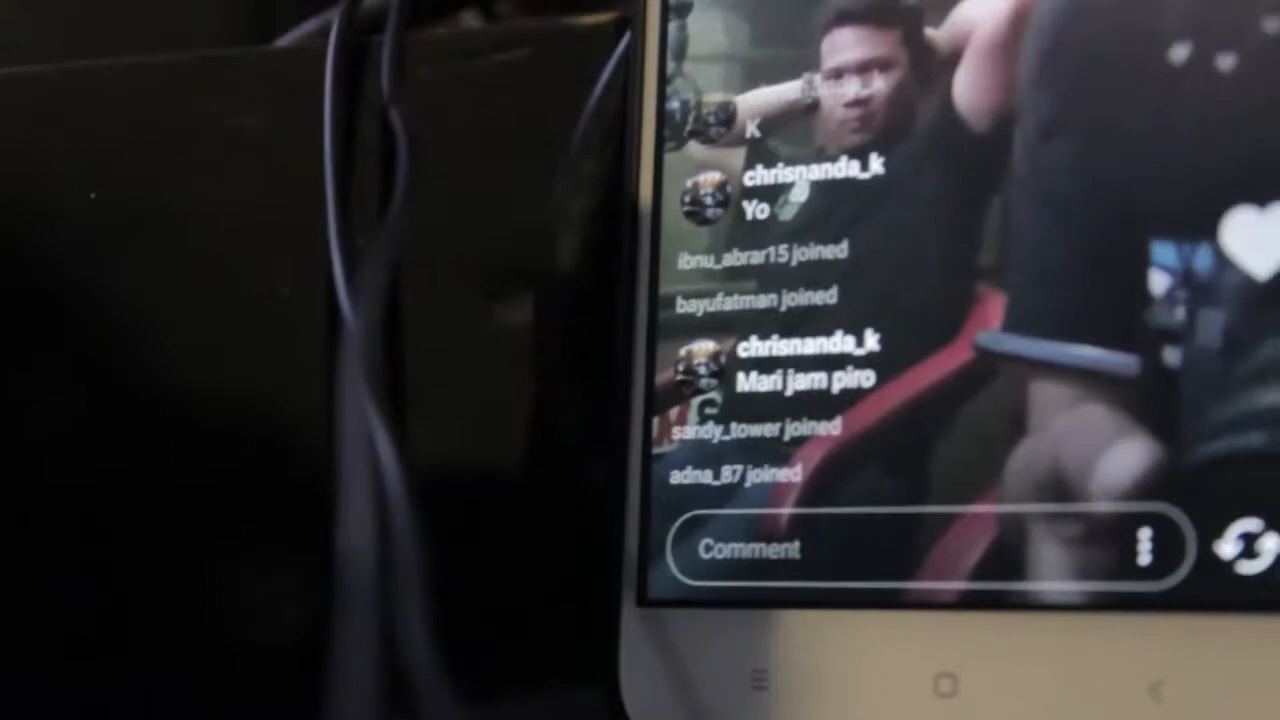 K
chrisnanda_k
Yo
ibnu_abrar15 joined
bayufatman joined
chrisnanda_k
Mari jam piro
sandy_tower joined
adna_87 joined
Comment